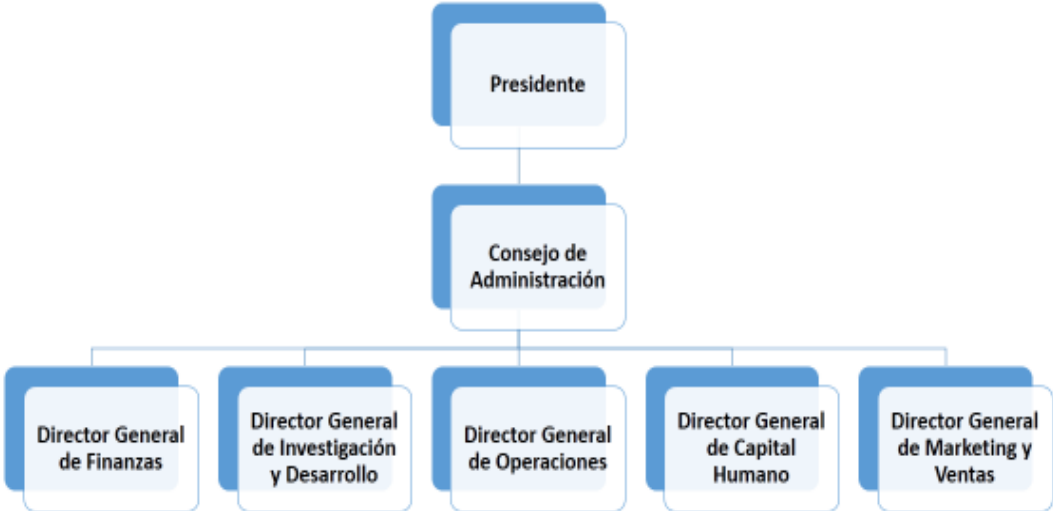 Presidente
Consejo de
Administración
Director General
de Finanzas
Director General
de Investigación
y Desarrollo
Director General
de Operaciones
Director General
de Capital
Humano
Director General
de Marketing y
Ventas